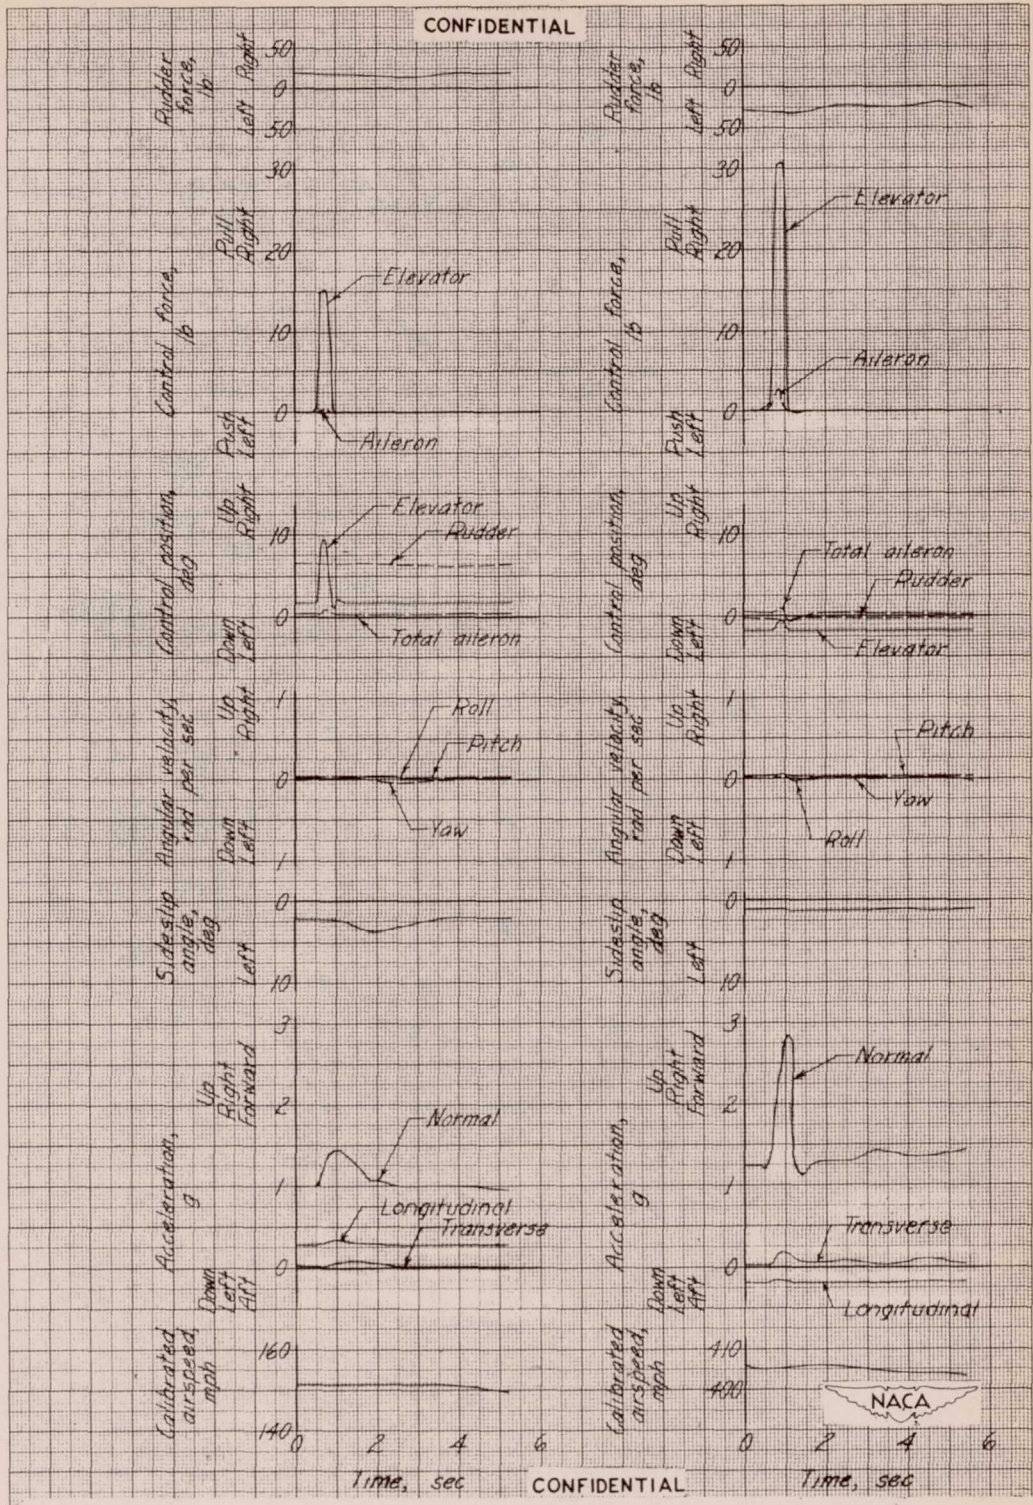 CONFIDENTIAL
Rudder force, lb
Left Right
50
0
50
Control force, lb
Pull Right
Push Left
30
20
10
0
Elevator
Aileron
Control position, deg
Up Right
Down Left
10
0
Elevator
Rudder
Total aileron
Angular velocity, rad per sec
Up Right
Down Left
1
0
1
Roll
Pitch
Yaw
Sideslip angle, deg
Left
0
10
Acceleration, g
Up Right Forward
Down Left Aft
3
2
1
0
Normal
Longitudinal
Transverse
Calibrated airspeed, mph
160
140
0 2 4 6
Time, sec
Rudder force, lb
Left Right
50
0
50
Control force, lb
Pull Right
Push Left
30
20
10
0
Elevator
Aileron
Control position, deg
Up Right
Down Left
10
0
Total aileron
Rudder
Elevator
Angular velocity, rad per sec
Up Right
Down Left
1
0
1
Pitch
Yaw
Roll
Sideslip angle, deg
Left
0
10
Acceleration, g
Up Right Forward
Down Left Aft
3
2
1
0
Normal
Transverse
Longitudinal
Calibrated airspeed, mph
410
400
NACA
0 2 4 6
Time, sec
CONFIDENTIAL